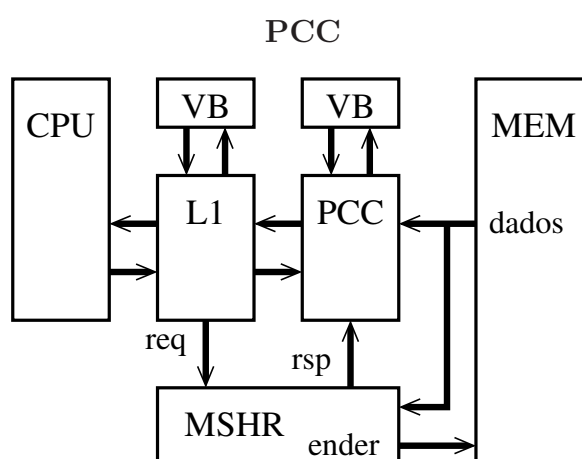 PCC
VB VB
CPU MEM
L1 PCC
dados
req rsp
MSHR
ender